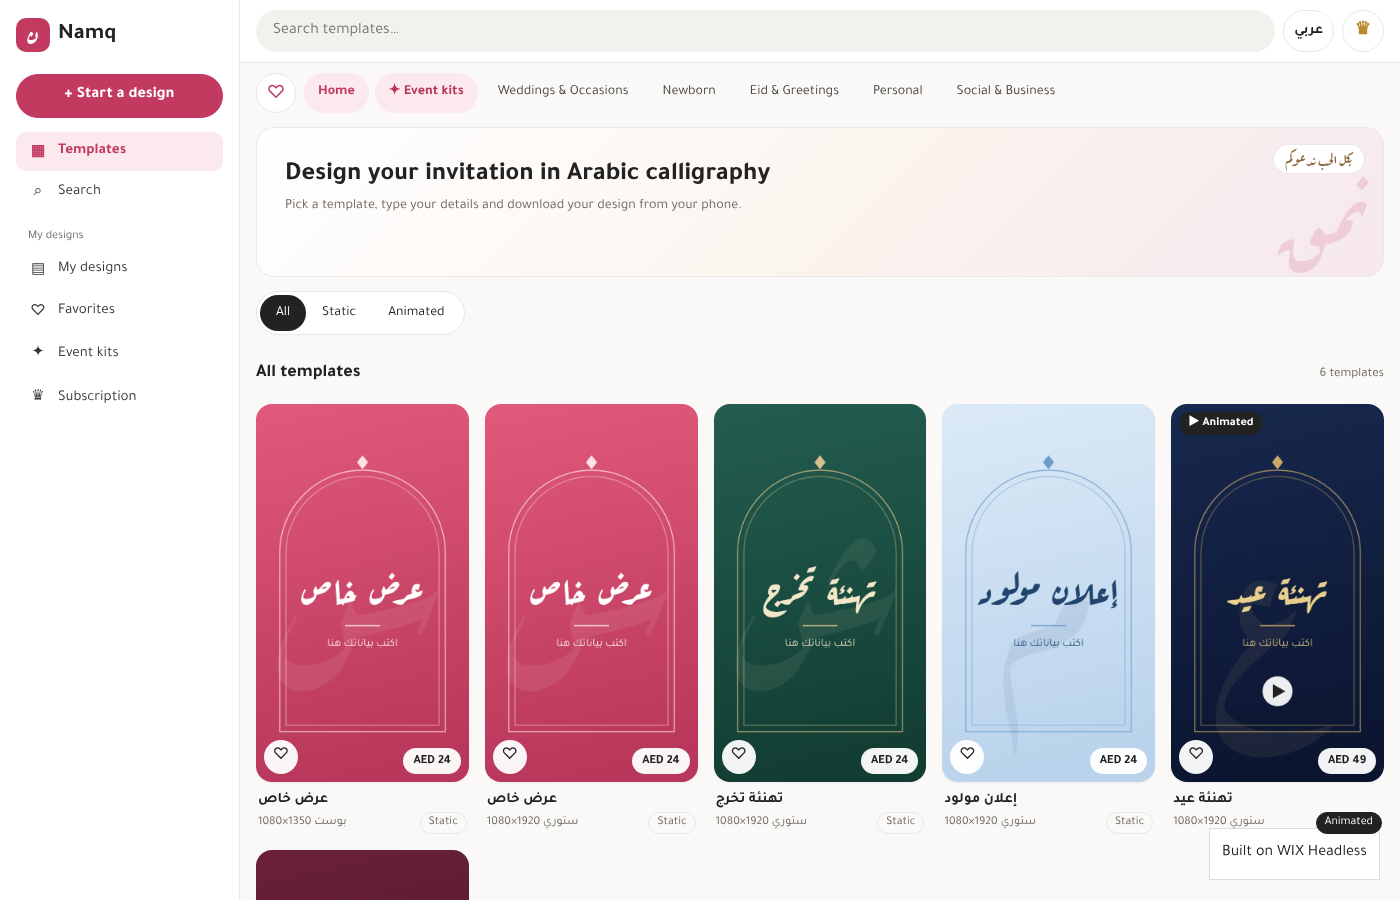 ن Namq
+ Start a design
Templates
Search
My designs
My designs
Favorites
Event kits
Subscription
Search templates…
عربي
Home
✦ Event kits
Weddings & Occasions
Newborn
Eid & Greetings
Personal
Social & Business
Design your invitation in Arabic calligraphy
Pick a template, type your details and download your design from your phone.
بكل الحب ندعوكم
نمق
All
Static
Animated
All templates
6 templates
عرض خاص
اكتب بياناتك هنا
AED 24
عرض خاص
بوست 1080×1350
Static
عرض خاص
اكتب بياناتك هنا
AED 24
عرض خاص
ستوري 1080×1920
Static
تهنئة تخرج
اكتب بياناتك هنا
AED 24
تهنئة تخرج
ستوري 1080×1920
Static
إعلان مولود
اكتب بياناتك هنا
AED 24
إعلان مولود
ستوري 1080×1920
Static
▶ Animated
تهنئة عيد
اكتب بياناتك هنا
AED 49
تهنئة عيد
ستوري 1080×1920
Animated
Built on WIX Headless